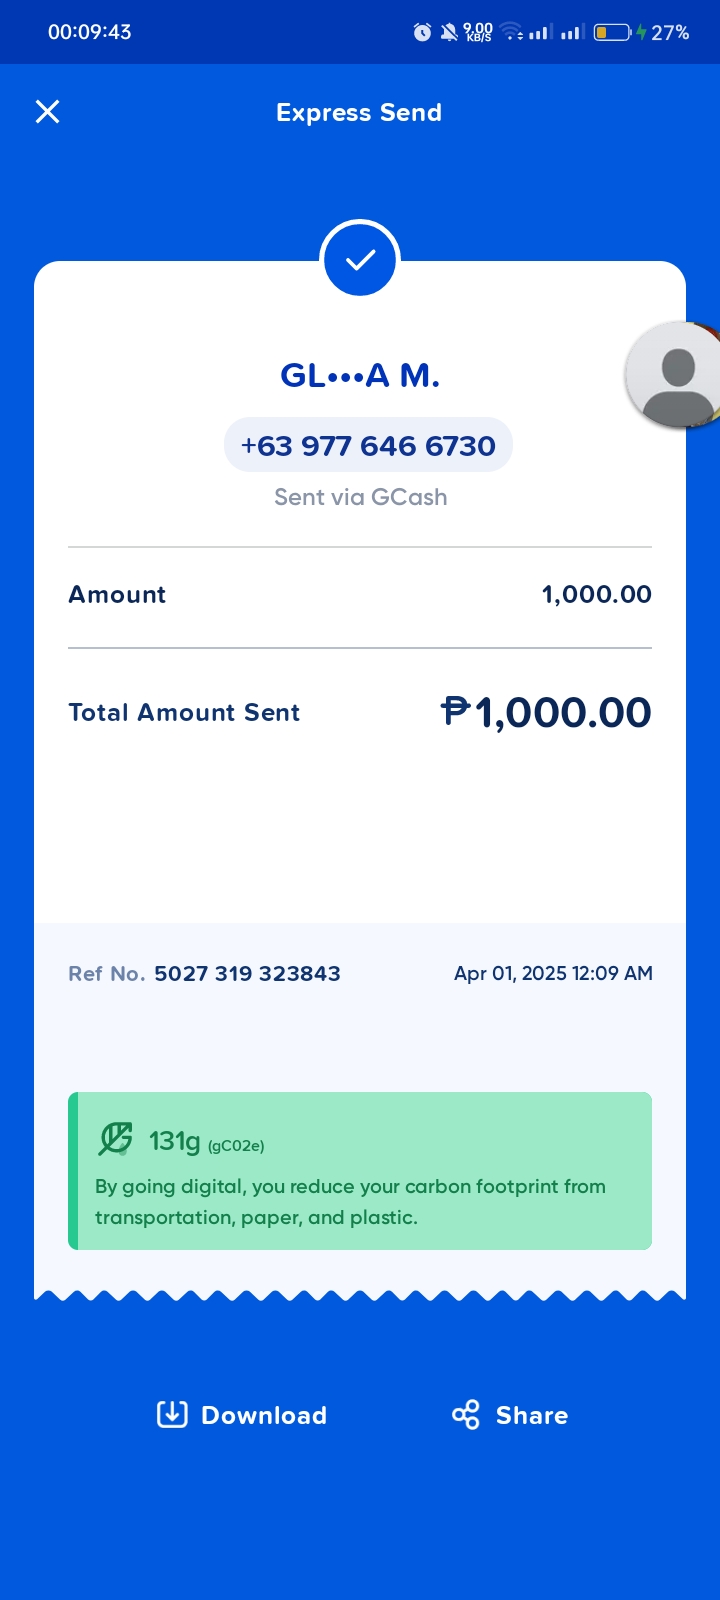 00:09:43 9.00 KB/S 27%
Express Send
GL•••A M.
+63 977 646 6730
Sent via GCash
Amount 1,000.00
Total Amount Sent ₱1,000.00
Ref No. 5027 319 323843 Apr 01, 2025 12:09 AM
131g (gC02e)
By going digital, you reduce your carbon footprint from
transportation, paper, and plastic.
Download Share